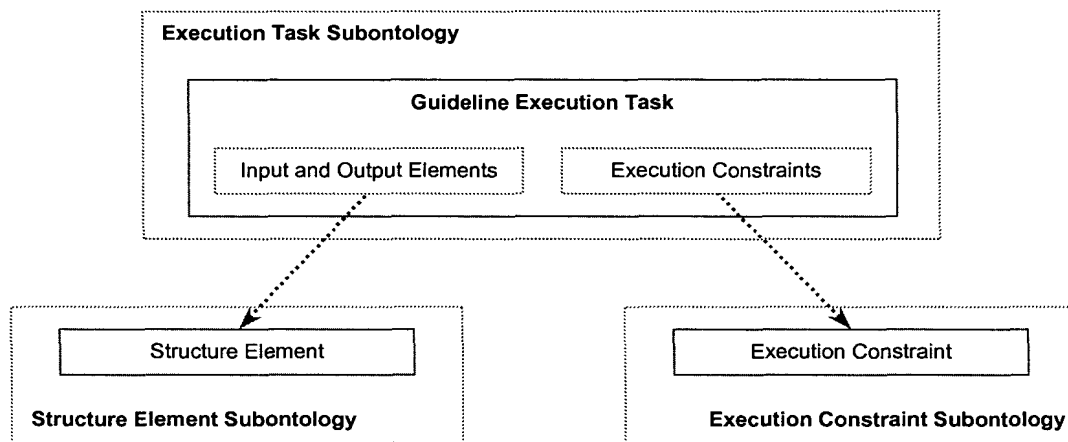 Execution Task Subontology
Guideline Execution Task
Input and Output Elements
Execution Constraints
Structure Element
Execution Constraint
Structure Element Subontology
Execution Constraint Subontology